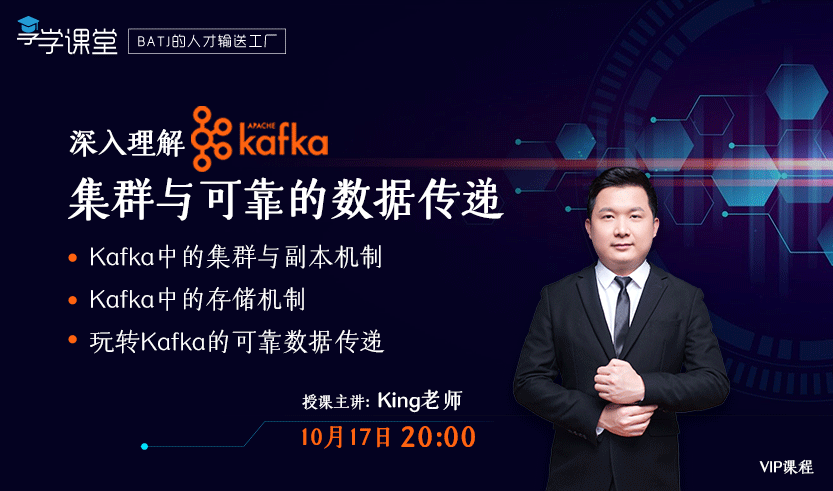 享学课堂 BATJ的人才输送工厂
深入理解 APACHE kafka
集群与可靠的数据传递
Kafka中的集群与副本机制
Kafka中的存储机制
玩转Kafka的可靠数据传递
授课主讲: King老师
10月17日 20:00
VIP课程